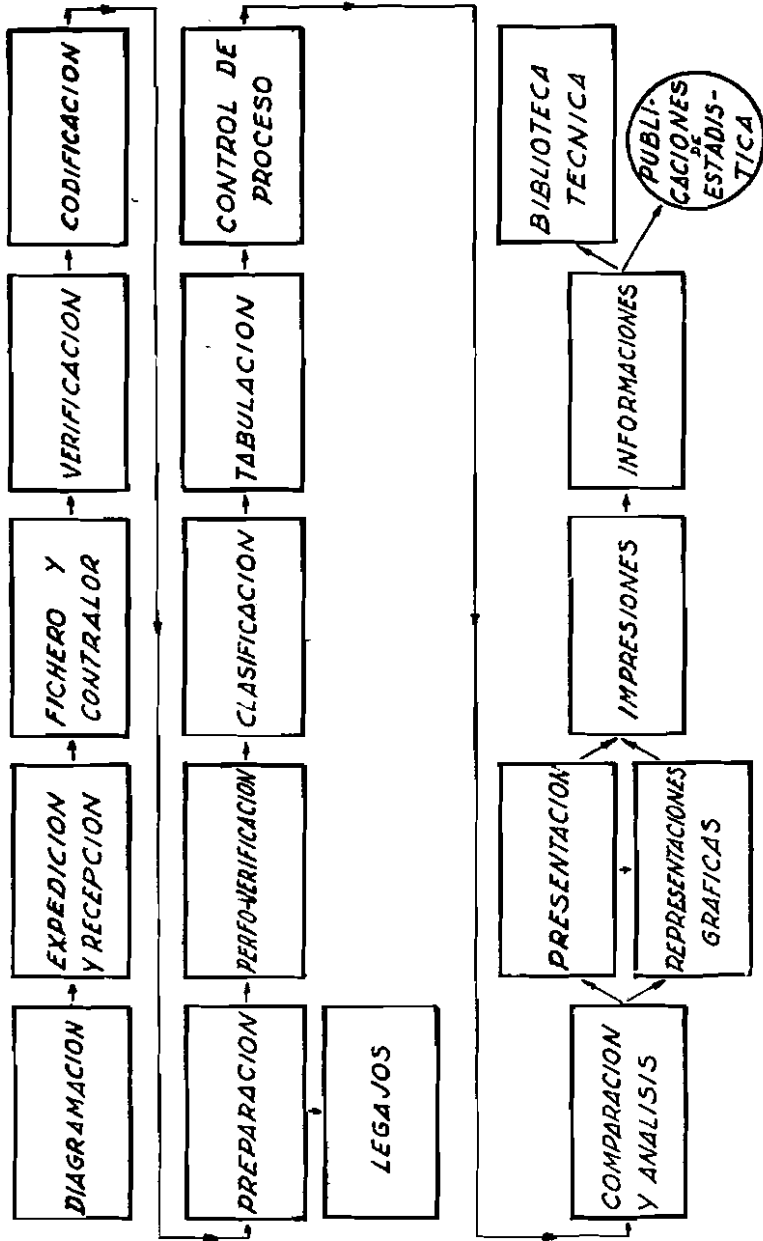 DIAGRAMACION
EXPEDICION
Y RECEPCION
FICHERO Y
CONTRALOR
VERIFICACION
CODIFICACION
PREPARACION
LEGAJOS
PERFO-VERIFICACION
CLASIFICACION
TABULACION
CONTROL DE
PROCESO
COMPARACION
Y ANALISIS
PRESENTACION
REPRESENTACIONES
GRAFICAS
IMPRESIONES
INFORMACIONES
BIBLIOTECA
TECNICA
PUBLI-
CACIONES
DE
ESTADIS-
TICA